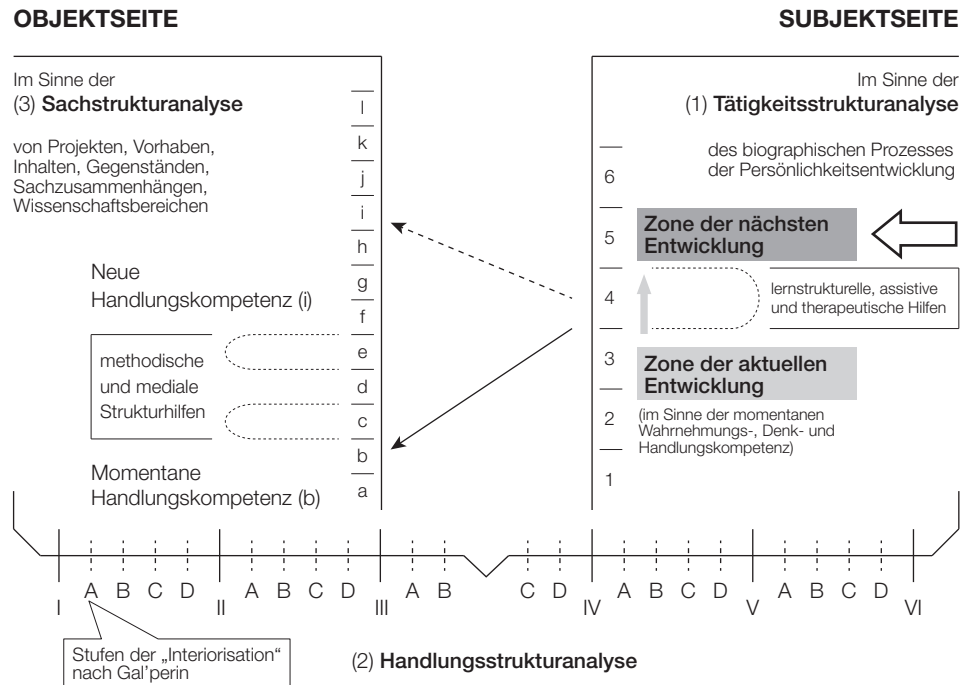 OBJEKTSEITE
Im Sinne der
(3) Sachstrukturanalyse
von Projekten, Vorhaben,
Inhalten, Gegenständen,
Sachzusammenhängen,
Wissenschaftsbereichen
l
k
j
i
h
g
f
e
d
c
b
a
Neue
Handlungskompetenz (i)
methodische
und mediale
Strukturhilfen
Momentane
Handlungskompetenz (b)
SUBJEKTSEITE
Im Sinne der
(1) Tätigkeitsstrukturanalyse
des biographischen Prozesses
der Persönlichkeitsentwicklung
6
5
4
3
2
1
Zone der nächsten
Entwicklung
lernstrukturelle, assistive
und therapeutische Hilfen
Zone der aktuellen
Entwicklung
(im Sinne der momentanen
Wahrnehmungs-, Denk- und
Handlungskompetenz)
I A B C D II A B C D III A B C D IV A B C D V A B C D VI
Stufen der „Interiorisation“
nach Gal’perin
(2) Handlungsstrukturanalyse